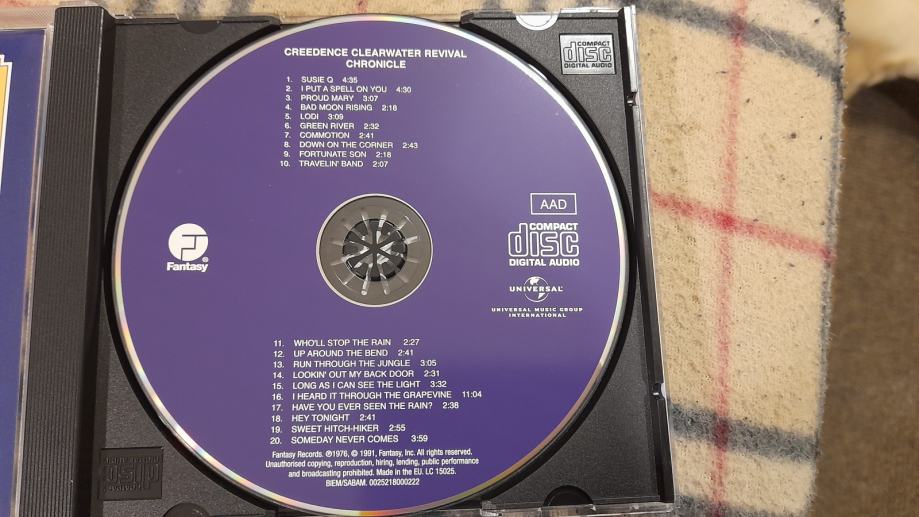 CREEDENCE CLEARWATER REVIVAL
CHRONICLE
1. SUSIE Q 4:35
2. I PUT A SPELL ON YOU 4:30
3. PROUD MARY 3:07
4. BAD MOON RISING 2:18
5. LODI 3:09
6. GREEN RIVER 2:32
7. COMMOTION 2:41
8. DOWN ON THE CORNER 2:43
9. FORTUNATE SON 2:18
10. TRAVELIN' BAND 2:07
COMPACT
disc
DIGITAL AUDIO
Fantasy®
AAD
COMPACT
disc
DIGITAL AUDIO
UNIVERSAL
UNIVERSAL MUSIC GROUP
INTERNATIONAL
11. WHO'LL STOP THE RAIN 2:27
12. UP AROUND THE BEND 2:41
13. RUN THROUGH THE JUNGLE 3:05
14. LOOKIN' OUT MY BACK DOOR 2:31
15. LONG AS I CAN SEE THE LIGHT 3:32
16. I HEARD IT THROUGH THE GRAPEVINE 11:04
17. HAVE YOU EVER SEEN THE RAIN? 2:38
18. HEY TONIGHT 2:41
19. SWEET HITCH-HIKER 2:55
20. SOMEDAY NEVER COMES 3:59
Fantasy Records. ℗1976, © 1991, Fantasy, Inc. All rights reserved.
Unauthorised copying, reproduction, hiring, lending, public performance
and broadcasting prohibited. Made in the EU. LC 15025.
BIEM/SABAM. 0025218000222